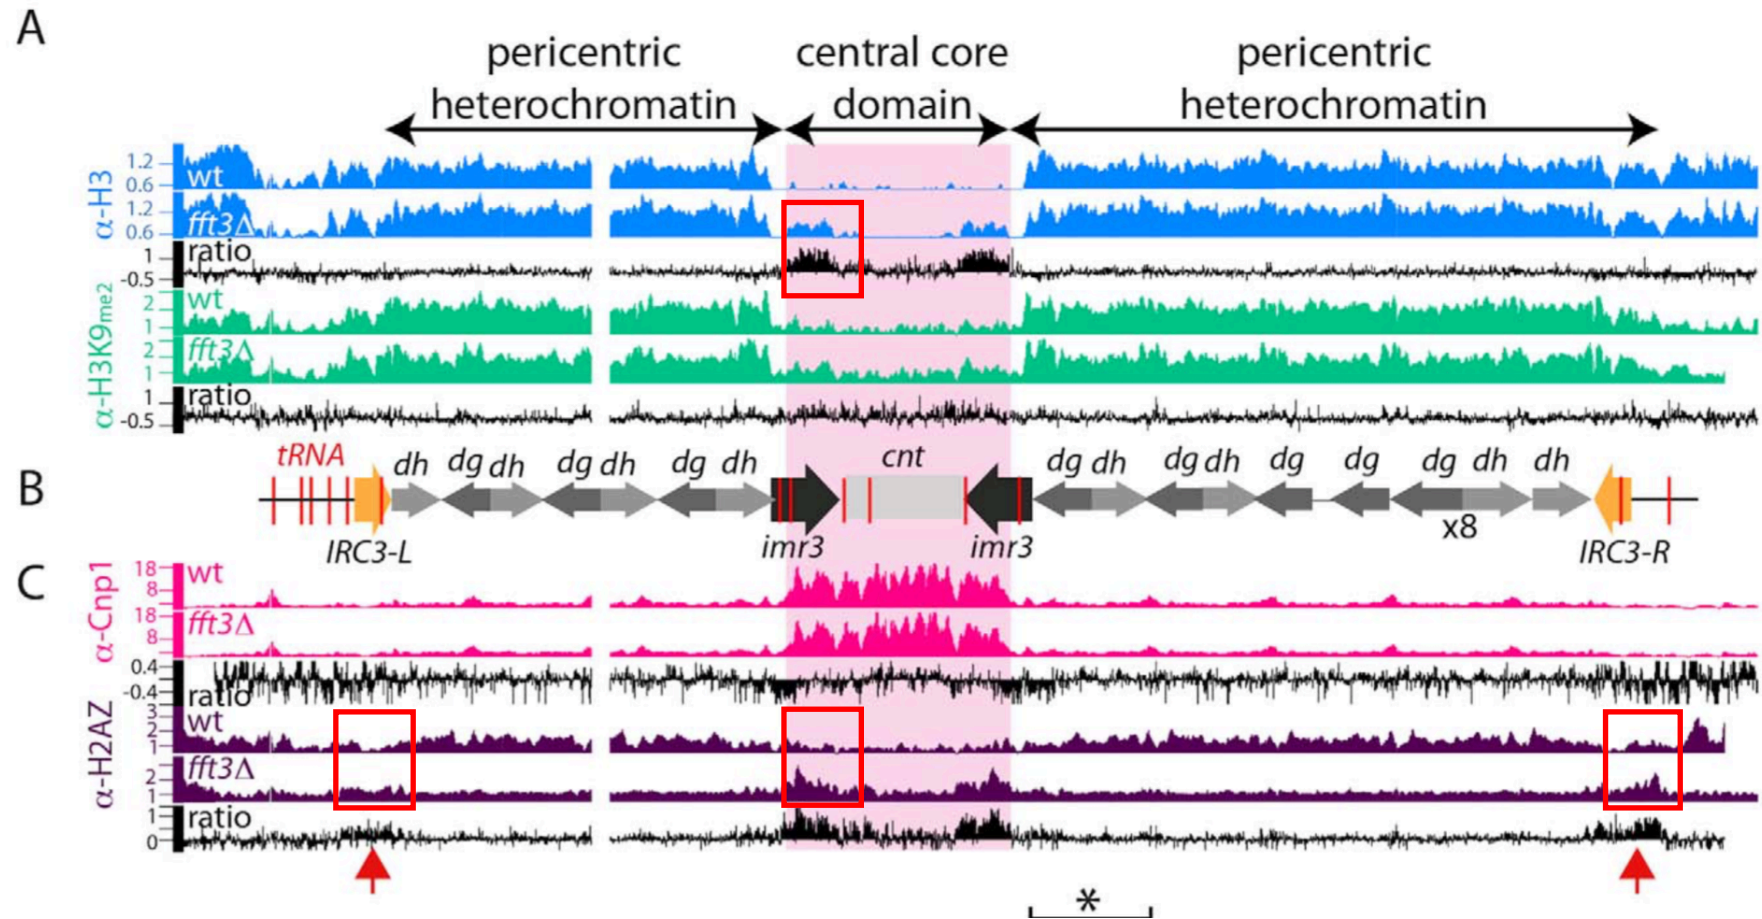 A
pericentric heterochromatin
central core domain
pericentric heterochromatin
α-H3
1.2
0.6
wt
1.2
0.6
fft3Δ
1
-0.5
ratio
α-H3K9me2
2
1
wt
2
1
fft3Δ
1
-0.5
ratio
B
tRNA
dh dg dh dg dh dg dh cnt dg dh dg dh dg dg dg dh dh
x8
IRC3-L imr3 imr3 IRC3-R
C
α-Cnp1
18
8
wt
18
8
fft3Δ
0.4
-0.4
ratio
α-H2AZ
3
2
1
wt
2
1
fft3Δ
1
0
ratio
*